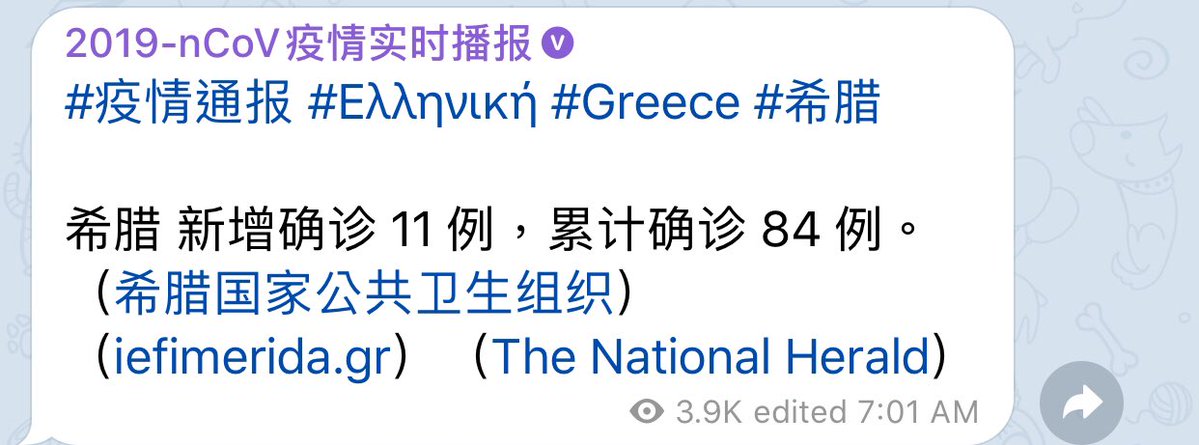 2019-nCoV疫情实时播报 V
#疫情通报 #Ελληνική #Greece #希腊
希腊 新增确诊 11 例，累计确诊 84 例。
（希腊国家公共卫生组织）
（iefimerida.gr） （The National Herald）
3.9K edited 7:01 AM